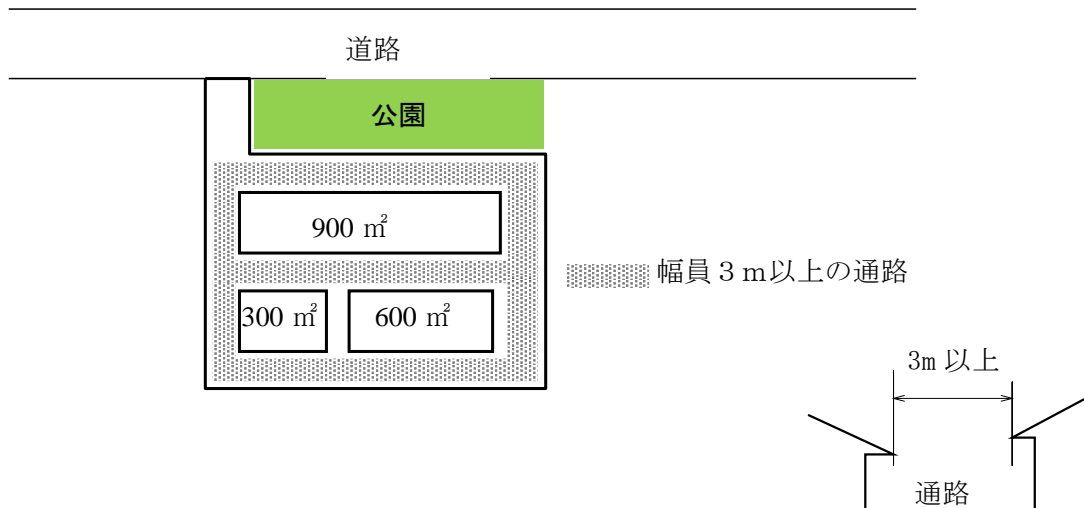 道路
公園
900 ㎡
幅員３ｍ以上の通路
300 ㎡
600 ㎡
3m 以上
通路